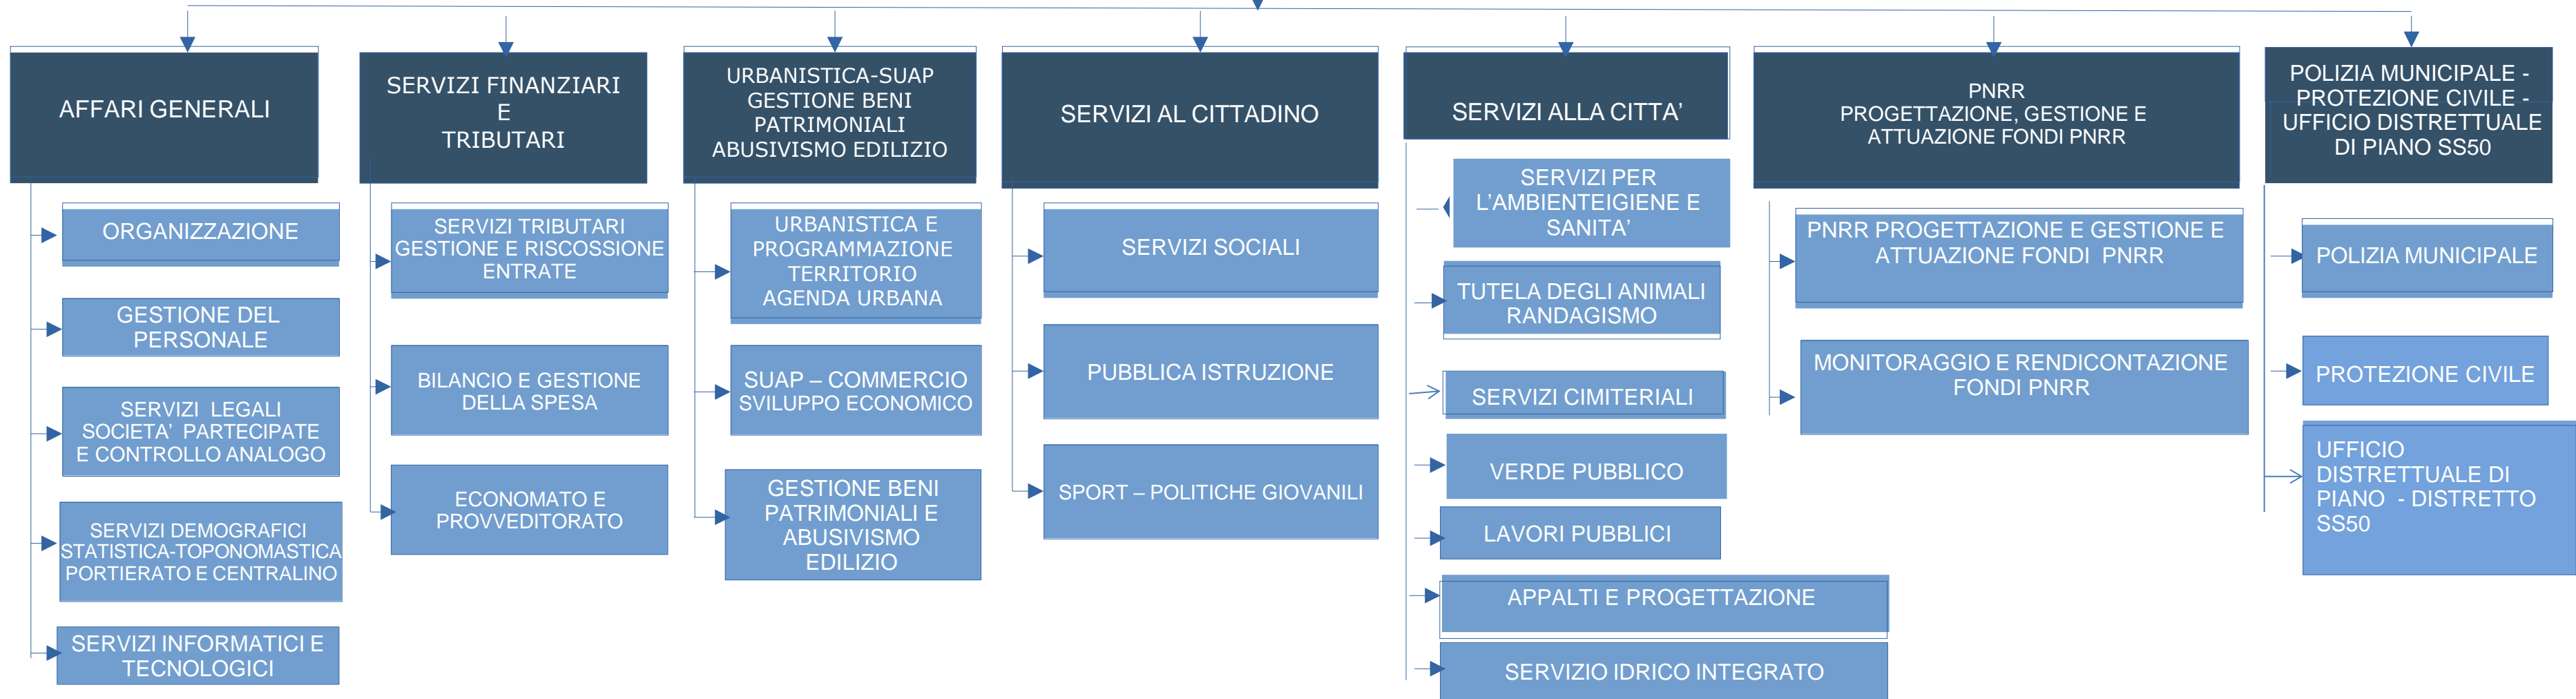 AFFARI GENERALI
ORGANIZZAZIONE
GESTIONE DEL
PERSONALE
SERVIZI LEGALI
SOCIETA’ PARTECIPATE
E CONTROLLO ANALOGO
SERVIZI DEMOGRAFICI
STATISTICA-TOPONOMASTICA
PORTIERATO E CENTRALINO
SERVIZI INFORMATICI E
TECNOLOGICI
SERVIZI FINANZIARI
E
TRIBUTARI
SERVIZI TRIBUTARI
GESTIONE E RISCOSSIONE
ENTRATE
BILANCIO E GESTIONE
DELLA SPESA
ECONOMATO E
PROVVEDITORATO
URBANISTICA-SUAP
GESTIONE BENI
PATRIMONIALI
ABUSIVISMO EDILIZIO
URBANISTICA E
PROGRAMMAZIONE
TERRITORIO
AGENDA URBANA
SUAP – COMMERCIO
SVILUPPO ECONOMICO
GESTIONE BENI
PATRIMONIALI E
ABUSIVISMO
EDILIZIO
SERVIZI AL CITTADINO
SERVIZI SOCIALI
PUBBLICA ISTRUZIONE
SPORT – POLITICHE GIOVANILI
SERVIZI ALLA CITTA’
SERVIZI PER
L’AMBIENTEIGIENE E
SANITA’
TUTELA DEGLI ANIMALI
RANDAGISMO
SERVIZI CIMITERIALI
VERDE PUBBLICO
LAVORI PUBBLICI
APPALTI E PROGETTAZIONE
SERVIZIO IDRICO INTEGRATO
PNRR
PROGETTAZIONE, GESTIONE E
ATTUAZIONE FONDI PNRR
PNRR PROGETTAZIONE E GESTIONE E
ATTUAZIONE FONDI PNRR
MONITORAGGIO E RENDICONTAZIONE
FONDI PNRR
POLIZIA MUNICIPALE -
PROTEZIONE CIVILE -
UFFICIO DISTRETTUALE
DI PIANO SS50
POLIZIA MUNICIPALE
PROTEZIONE CIVILE
UFFICIO
DISTRETTUALE DI
PIANO - DISTRETTO
SS50